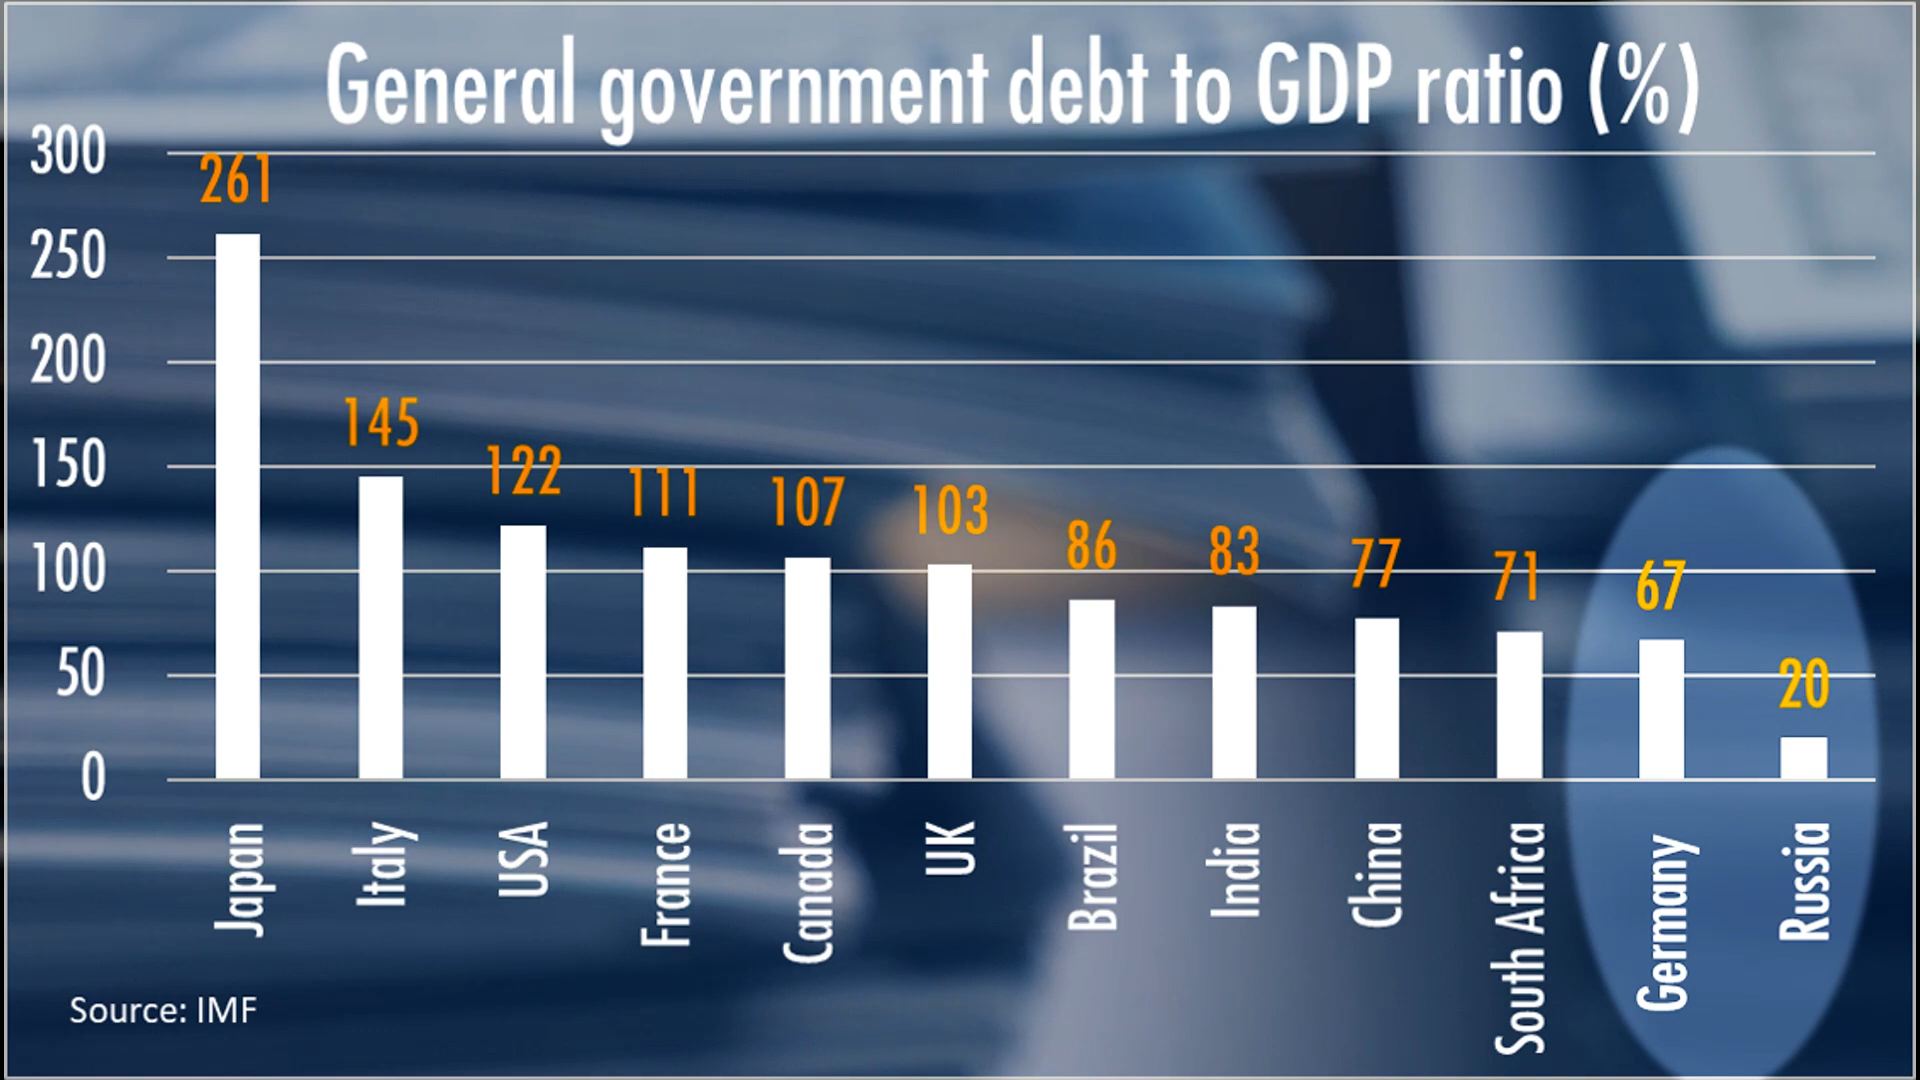 General government debt to GDP ratio (%)
300
250
200
150
100
50
0
261
145
122
111
107
103
86
83
77
71
67
20
Japan
Italy
USA
France
Canada
UK
Brazil
India
China
South Africa
Germany
Russia
Source: IMF